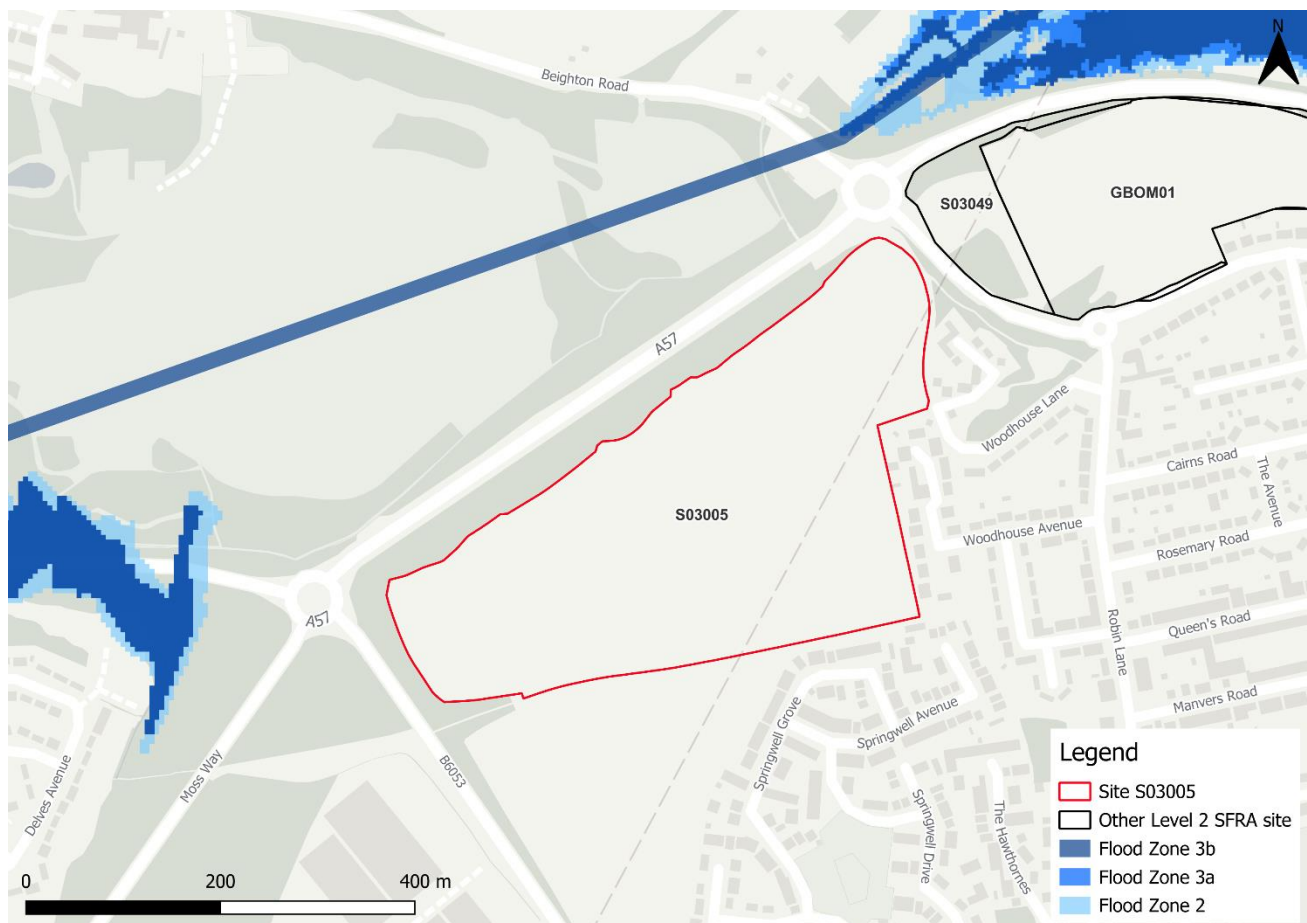 N
Beighton Road
S03049
GBOM01
A57
Woodhouse Lane
Cairns Road
The Avenue
S03005
Woodhouse Avenue
Rosemary Road
A57
Queen's Road
Robin Lane
Manvers Road
Springwell Grove
Springwell Avenue
Moss Way
B6053
Delves Avenue
Springwell Drive
The Hawthornes
Legend
Site S03005
Other Level 2 SFRA site
Flood Zone 3b
Flood Zone 3a
Flood Zone 2
0 200 400 m